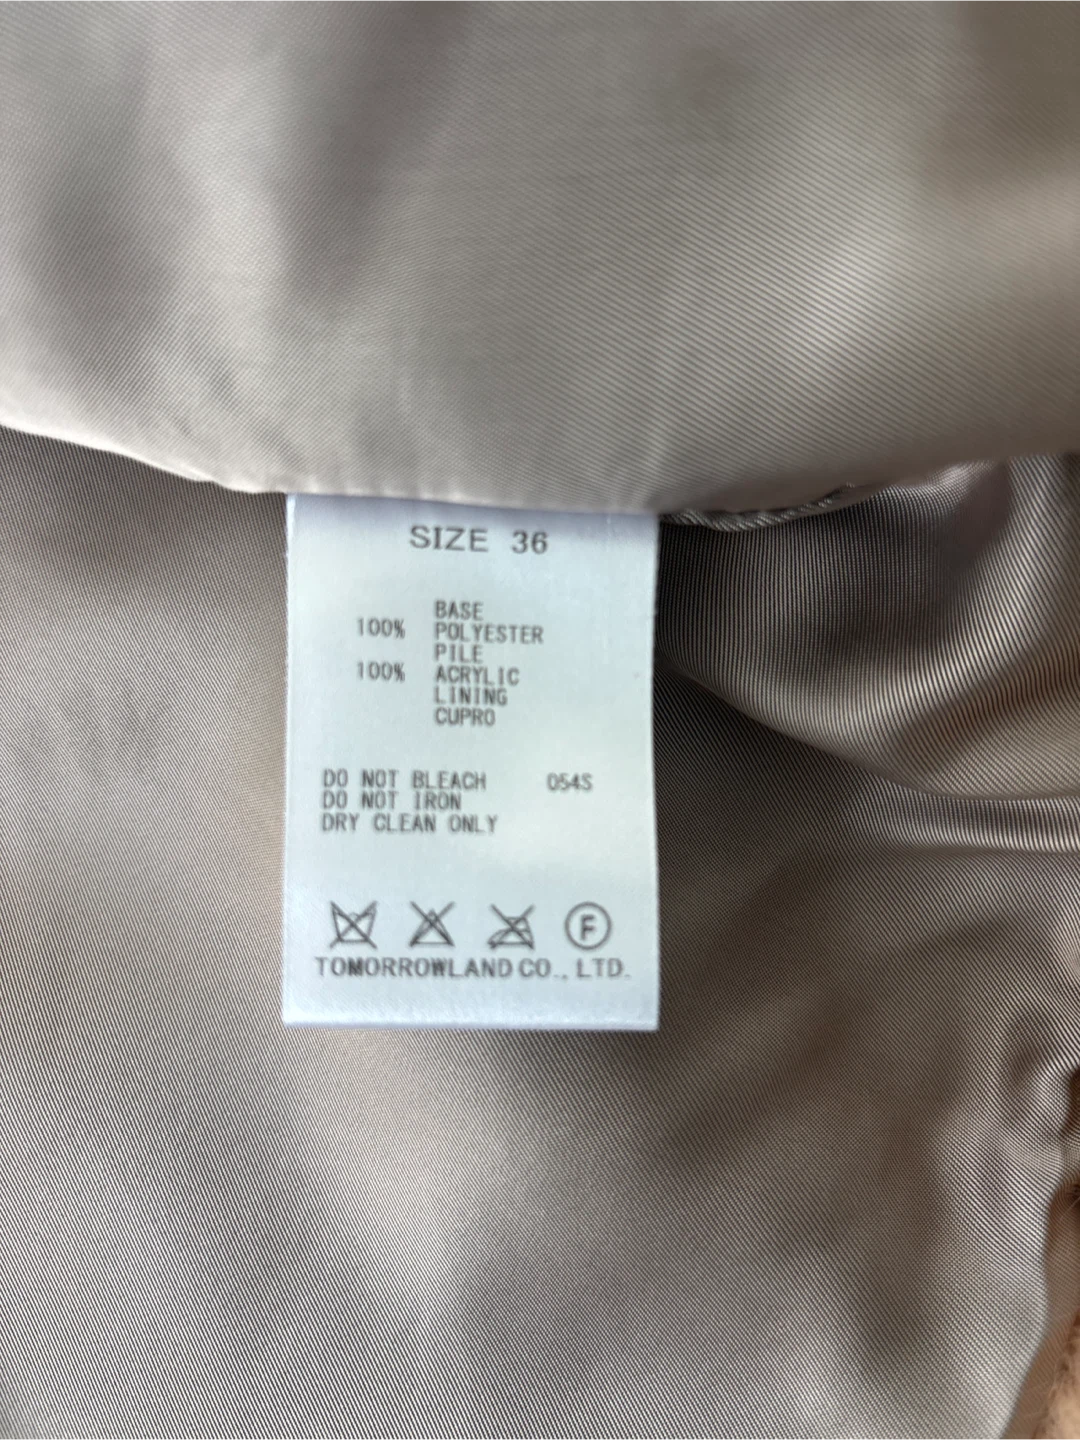 SIZE 36
BASE
100% POLYESTER
PILE
100% ACRYLIC
LINING
CUPRO
DO NOT BLEACH 054S
DO NOT IRON
DRY CLEAN ONLY
F
TOMORROWLAND CO., LTD.